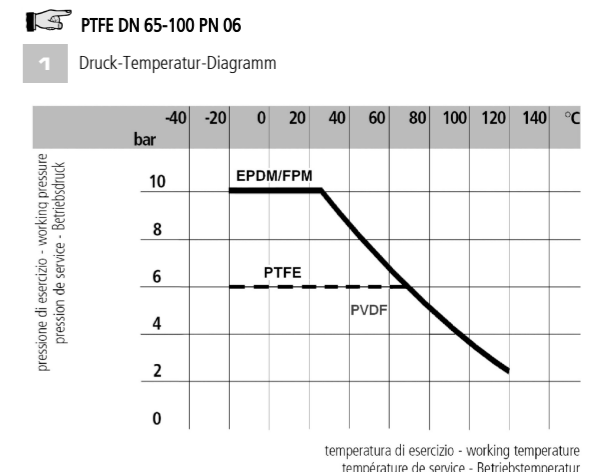 PTFE DN 65-100 PN 06
1
Druck-Temperatur-Diagramm
-40 -20 0 20 40 60 80 100 120 140 °C
bar
pressione di esercizio - working pressure
pression de service - Betriebsdruck
10
EPDM/FPM
8
6
PTFE
PVDF
4
2
0
temperatura di esercizio - working temperature
température de service - Betriebstemperatur